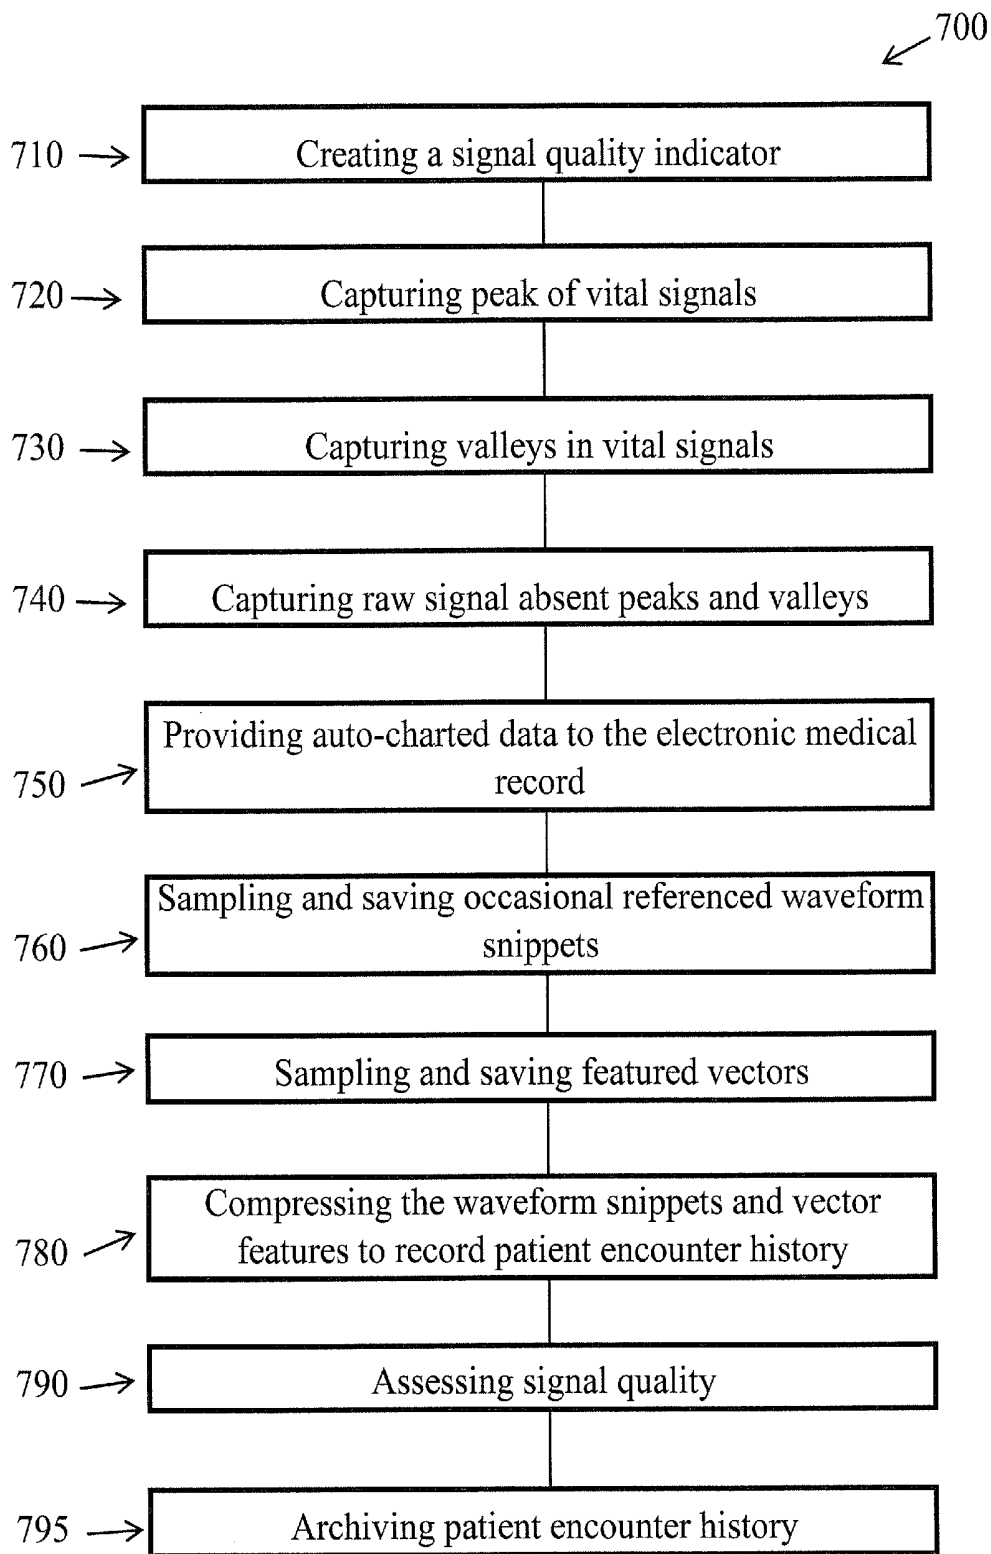 700
710 Creating a signal quality indicator
720 Capturing peak of vital signals
730 Capturing valleys in vital signals
740 Capturing raw signal absent peaks and valleys
750 Providing auto-charted data to the electronic medical
record
760 Sampling and saving occasional referenced waveform
snippets
770 Sampling and saving featured vectors
780 Compressing the waveform snippets and vector
features to record patient encounter history
790 Assessing signal quality
795 Archiving patient encounter history